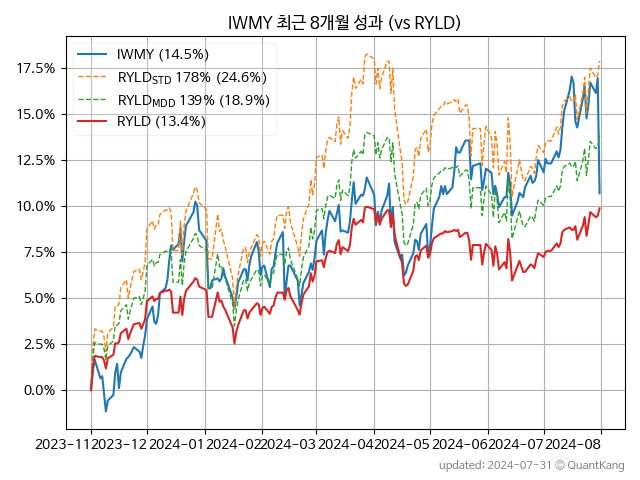 IWMY 최근 8개월 성과 (vs RYLD)
IWMY (14.5%)
RYLD_STD 178% (24.6%)
RYLD_MDD 139% (18.9%)
RYLD (13.4%)
17.5%
15.0%
12.5%
10.0%
7.5%
5.0%
2.5%
0.0%
2023-11 2023-12 2024-01 2024-02 2024-03 2024-04 2024-05 2024-06 2024-07 2024-08
updated: 2024-07-31 © QuantKang